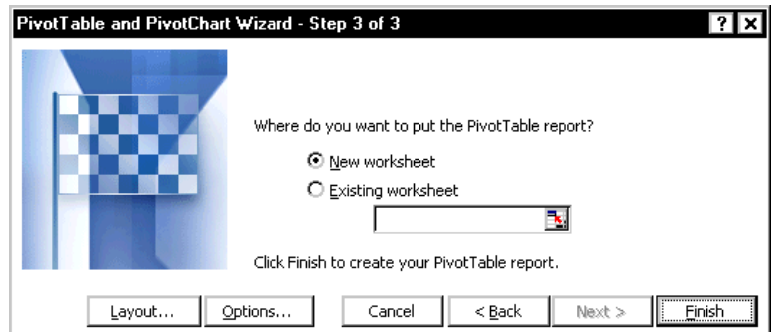 PivotTable and PivotChart Wizard - Step 3 of 3
Where do you want to put the PivotTable report?
New worksheet
Existing worksheet
Click Finish to create your PivotTable report.
Layout... Options... Cancel < Back Next > Finish